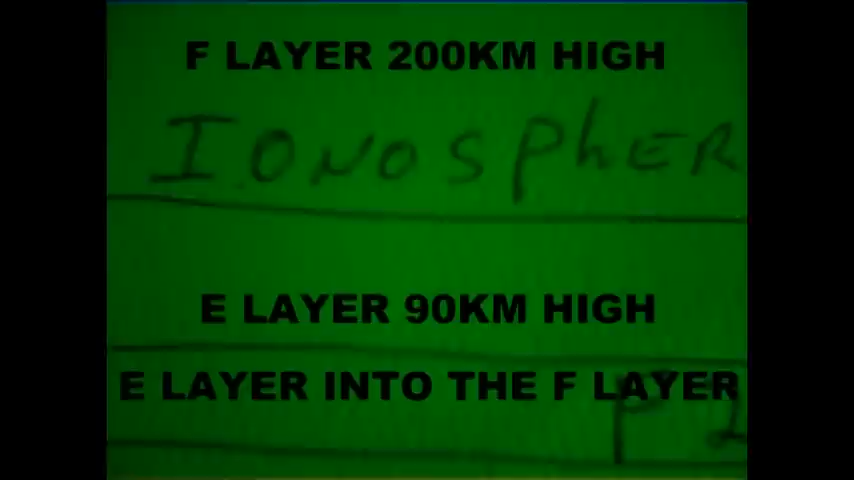 F LAYER 200KM HIGH
IONOSPHER
E LAYER 90KM HIGH
E LAYER INTO THE F LAYER